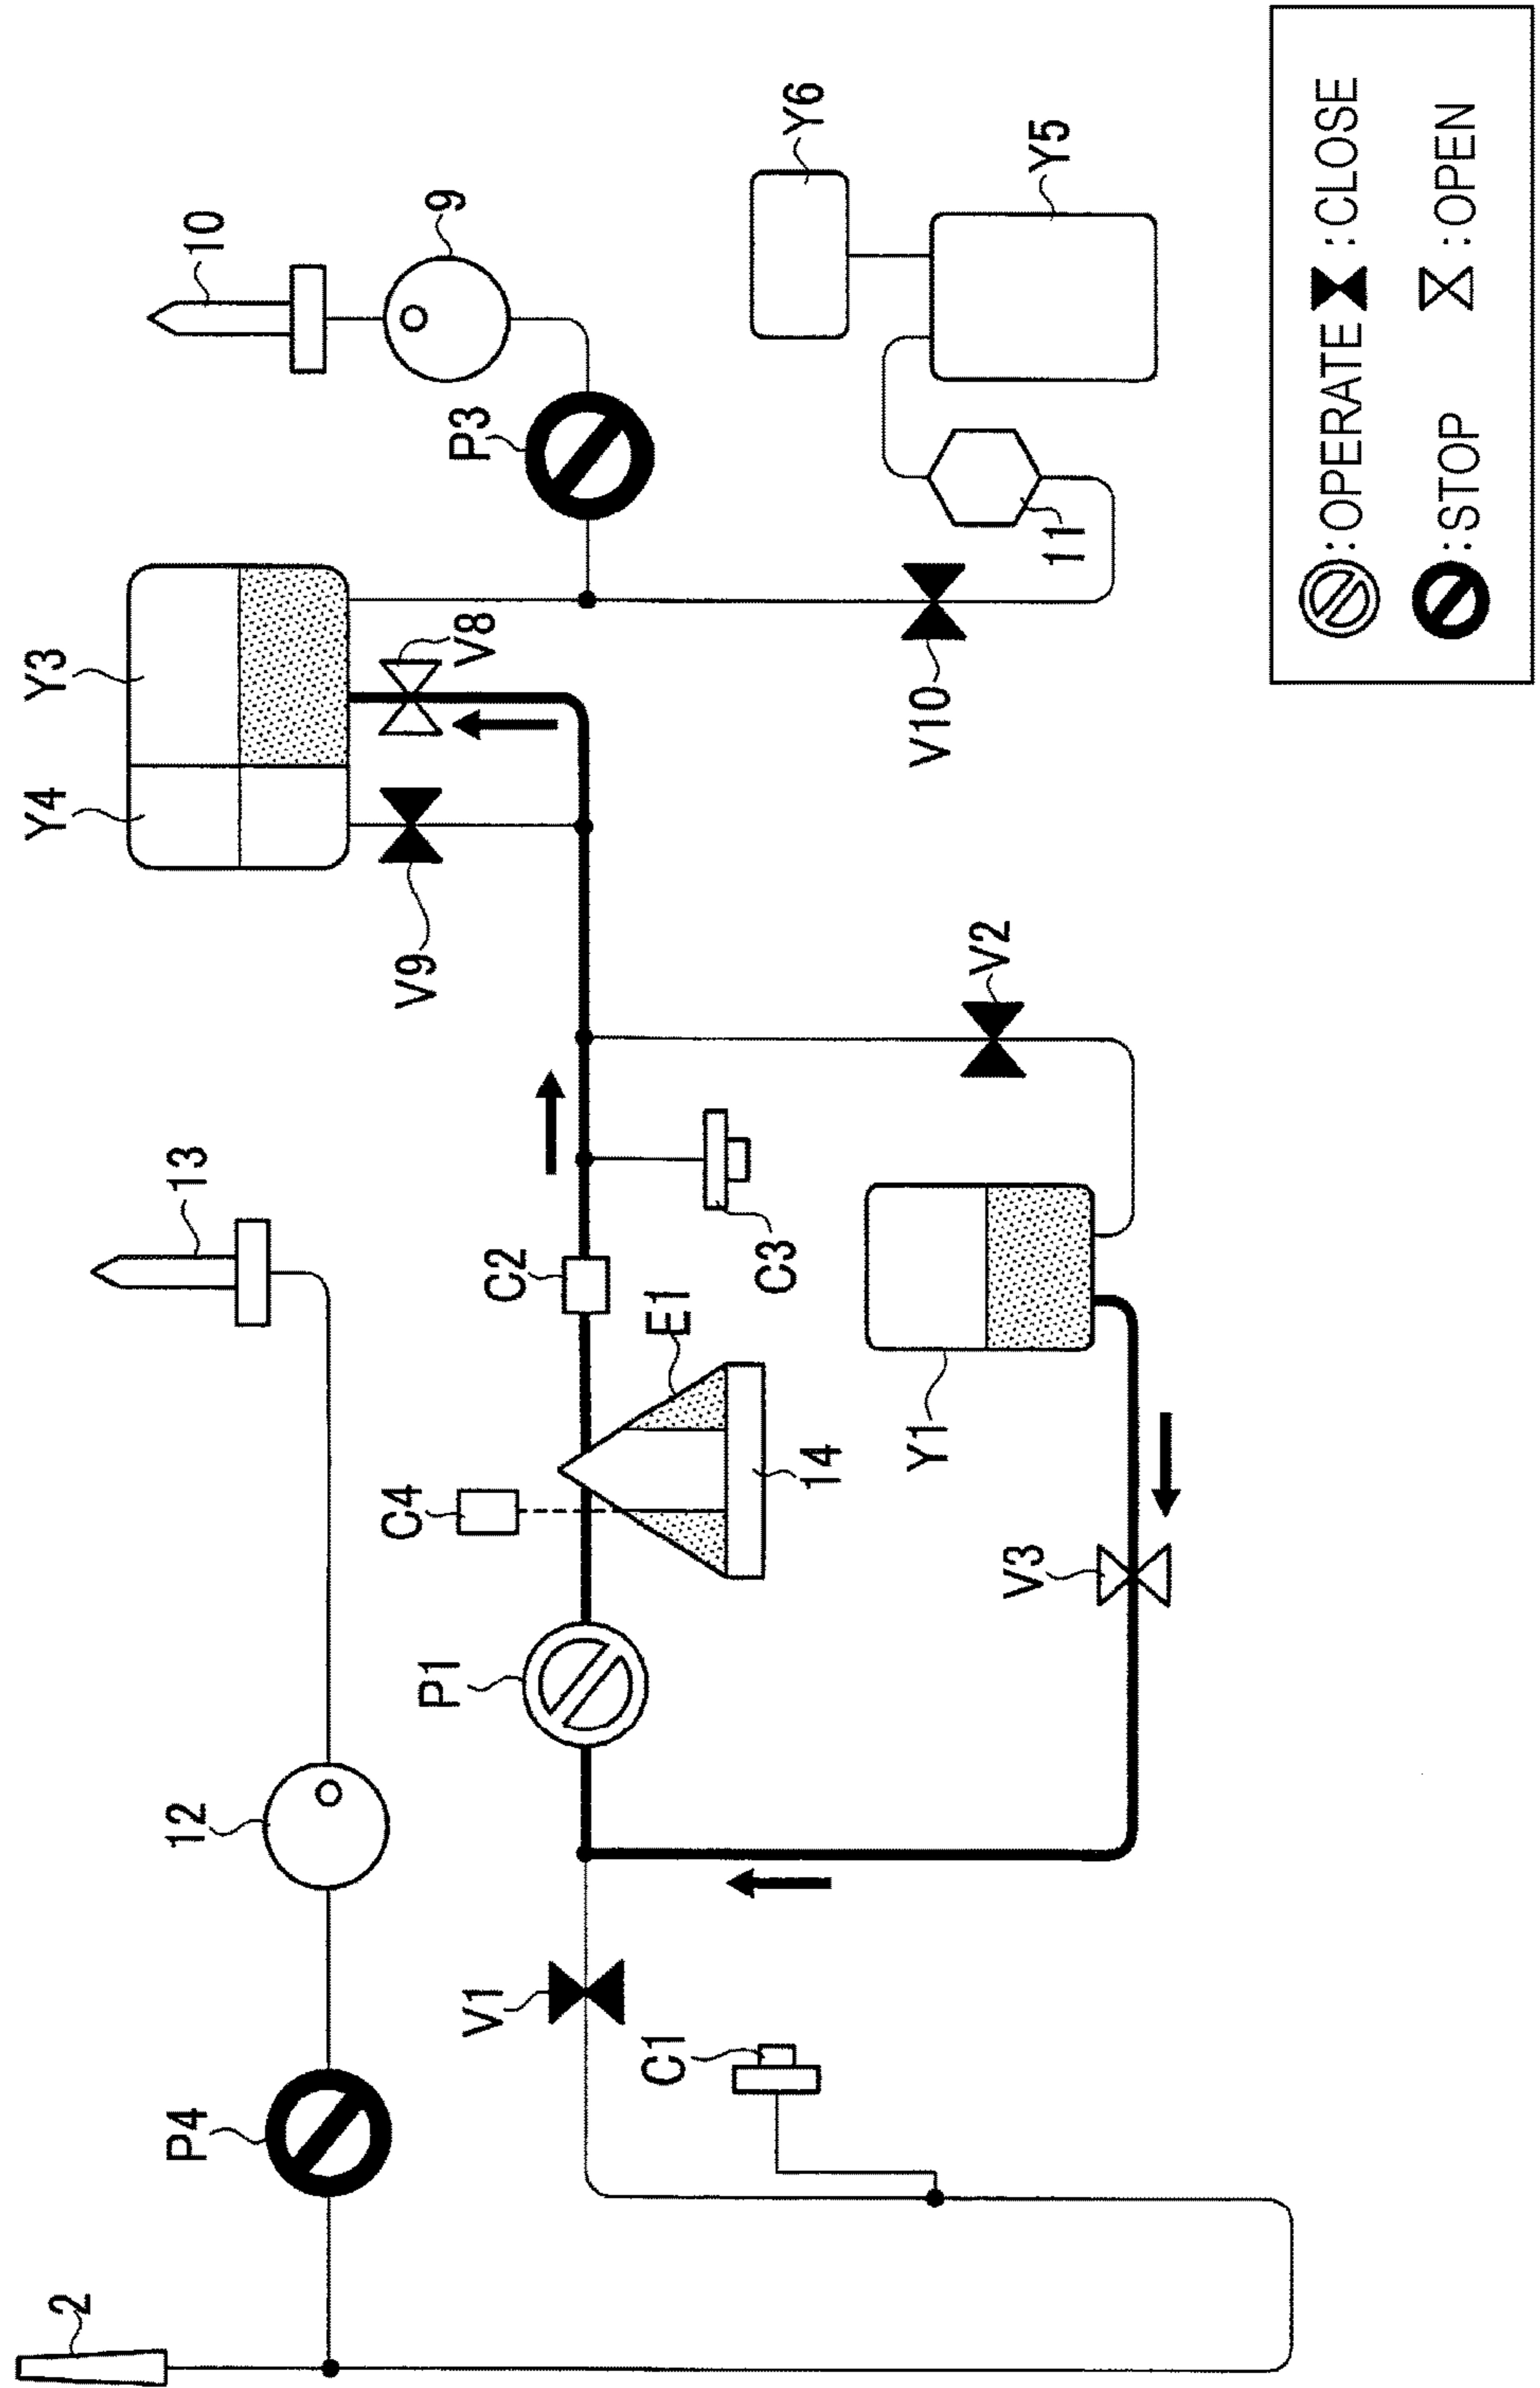 2
P4
12
13
V1
C1
P1
C4
E1
14
C2
C3
Y1
V3
V2
Y4
Y3
V9
V8
V10
P3
9
10
11
Y6
Y5
:OPERATE :CLOSE
:STOP :OPEN